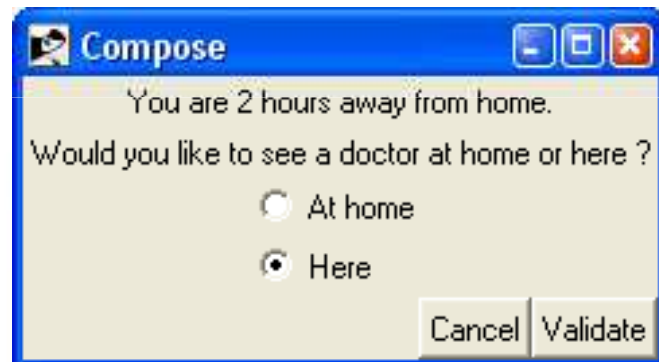 Compose
You are 2 hours away from home.
Would you like to see a doctor at home or here ?
At home
Here
Cancel Validate